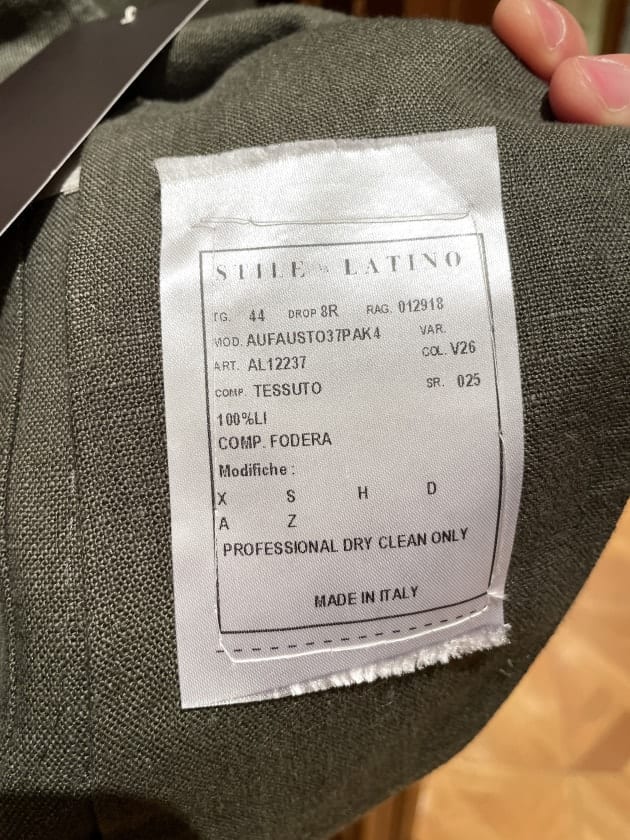 STILE LATINO
TG. 44 DROP 8R RAG. 012918
MOD. AUFAUSTO37PAK4 VAR.
ART. AL12237 COL. V26
COMP. TESSUTO SR. 025
100%LI
COMP. FODERA
Modifiche :
X S H D
A Z
PROFESSIONAL DRY CLEAN ONLY
MADE IN ITALY